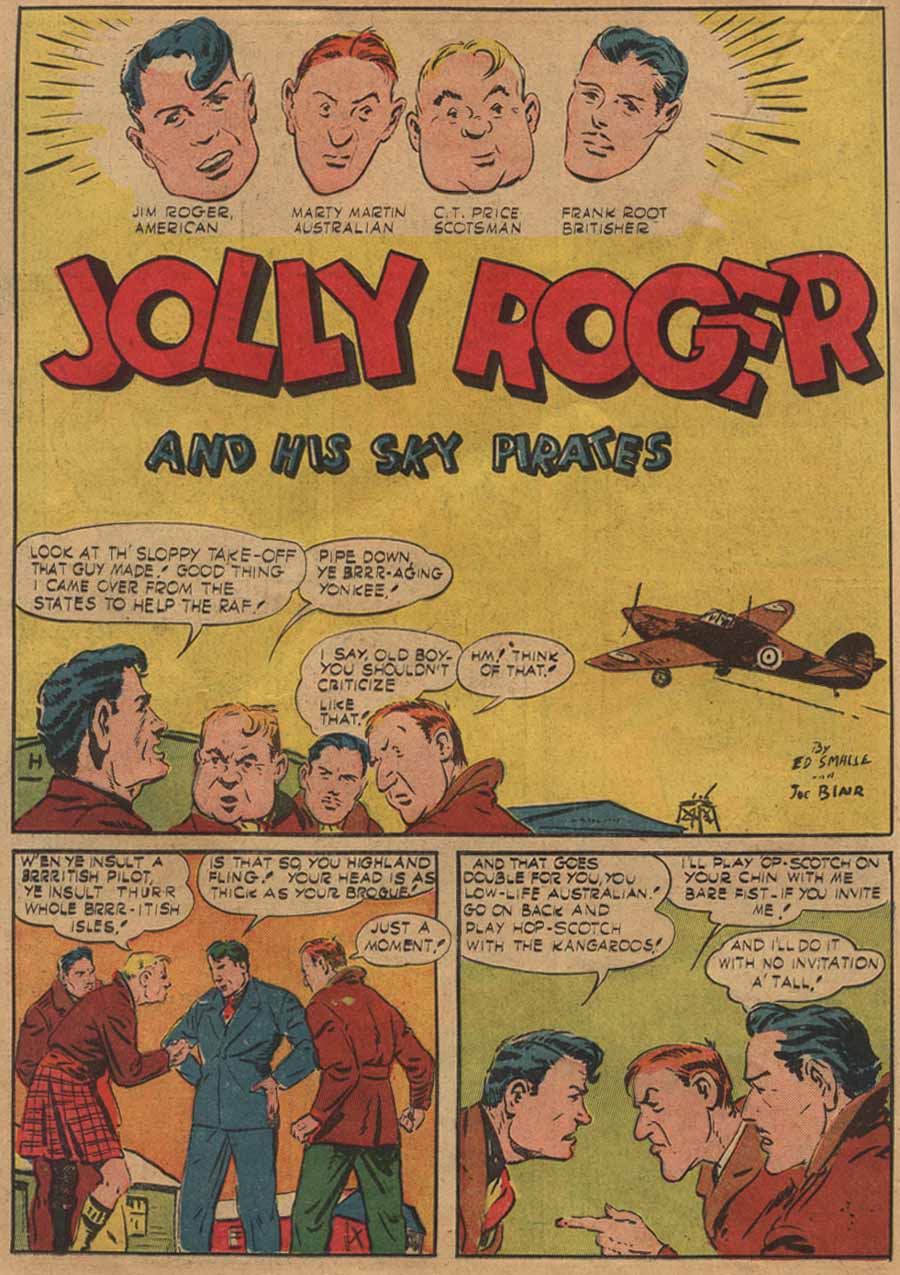 JIM ROGER,
AMERICAN
MARTY MARTIN
AUSTRALIAN
C.T. PRICE
SCOTSMAN
FRANK ROOT
BRITISHER
JOLLY ROGER
AND HIS SKY PIRATES
LOOK AT TH' SLOPPY TAKE-OFF
THAT GUY MADE! GOOD THING
I CAME OVER FROM THE
STATES TO HELP THE RAF!
PIPE DOWN,
YE BRRR-AGING
YONKEE!
I SAY, OLD BOY-
YOU SHOULDN'T
CRITICIZE
LIKE
THAT!
HM! THINK
OF THAT!
H
By
ED SMALLE
and
JOE BLAIR
W'EN YE INSULT A
BRRRITISH PILOT,
YE INSULT THUR-R
WHOLE BRRR-ITISH
ISLES!
IS THAT SO, YOU HIGHLAND
FLING! YOUR HEAD IS AS
THICK AS YOUR BROGUE!
JUST A
MOMENT!
AND THAT GOES
DOUBLE FOR YOU, YOU
LOW-LIFE AUSTRALIAN!
GO ON BACK AND
PLAY HOP-SCOTCH
WITH THE KANGAROOS!
I'LL PLAY 'OP-SCOTCH ON
YOUR CHIN WITH ME
BARE FIST-IF YOU INVITE
ME!
AND I'LL DO IT
WITH NO INVITATION
A'TALL!